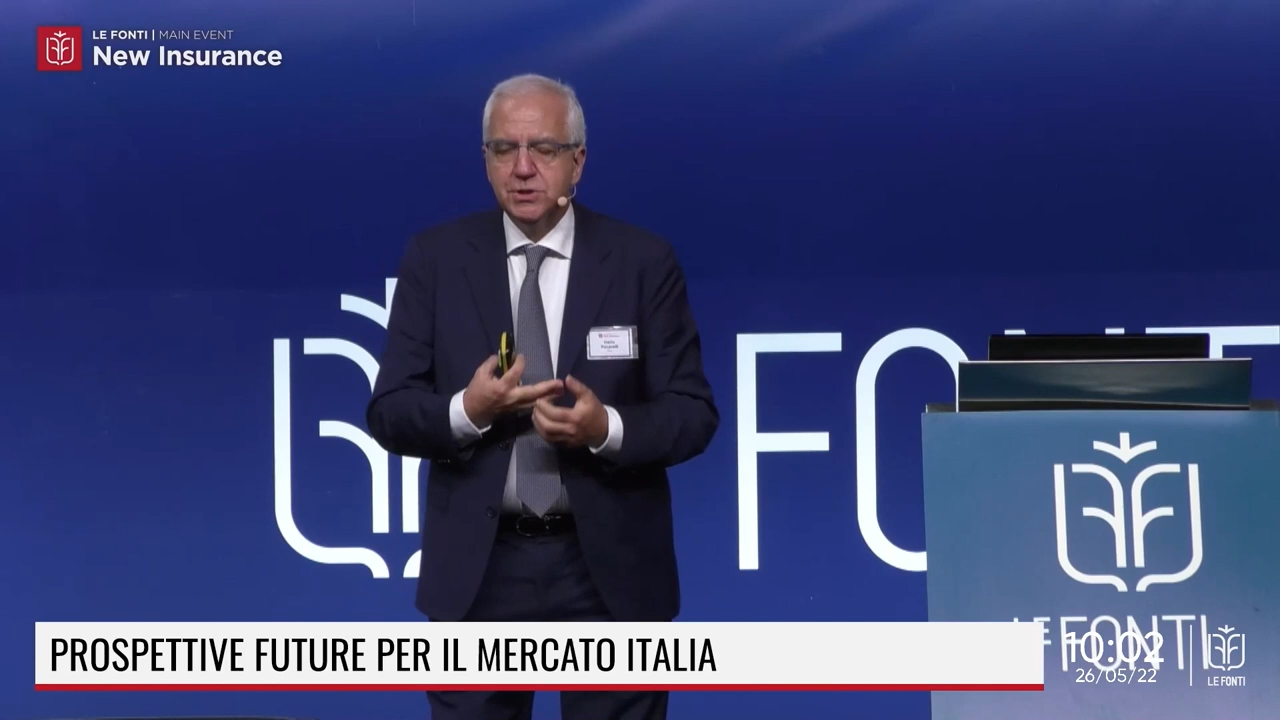 LE FONTI | MAIN EVENT
New Insurance
FONT
PROSPETTIVE FUTURE PER IL MERCATO ITALIA
LE FONTI
10:02
26/05/22
LE FONTI